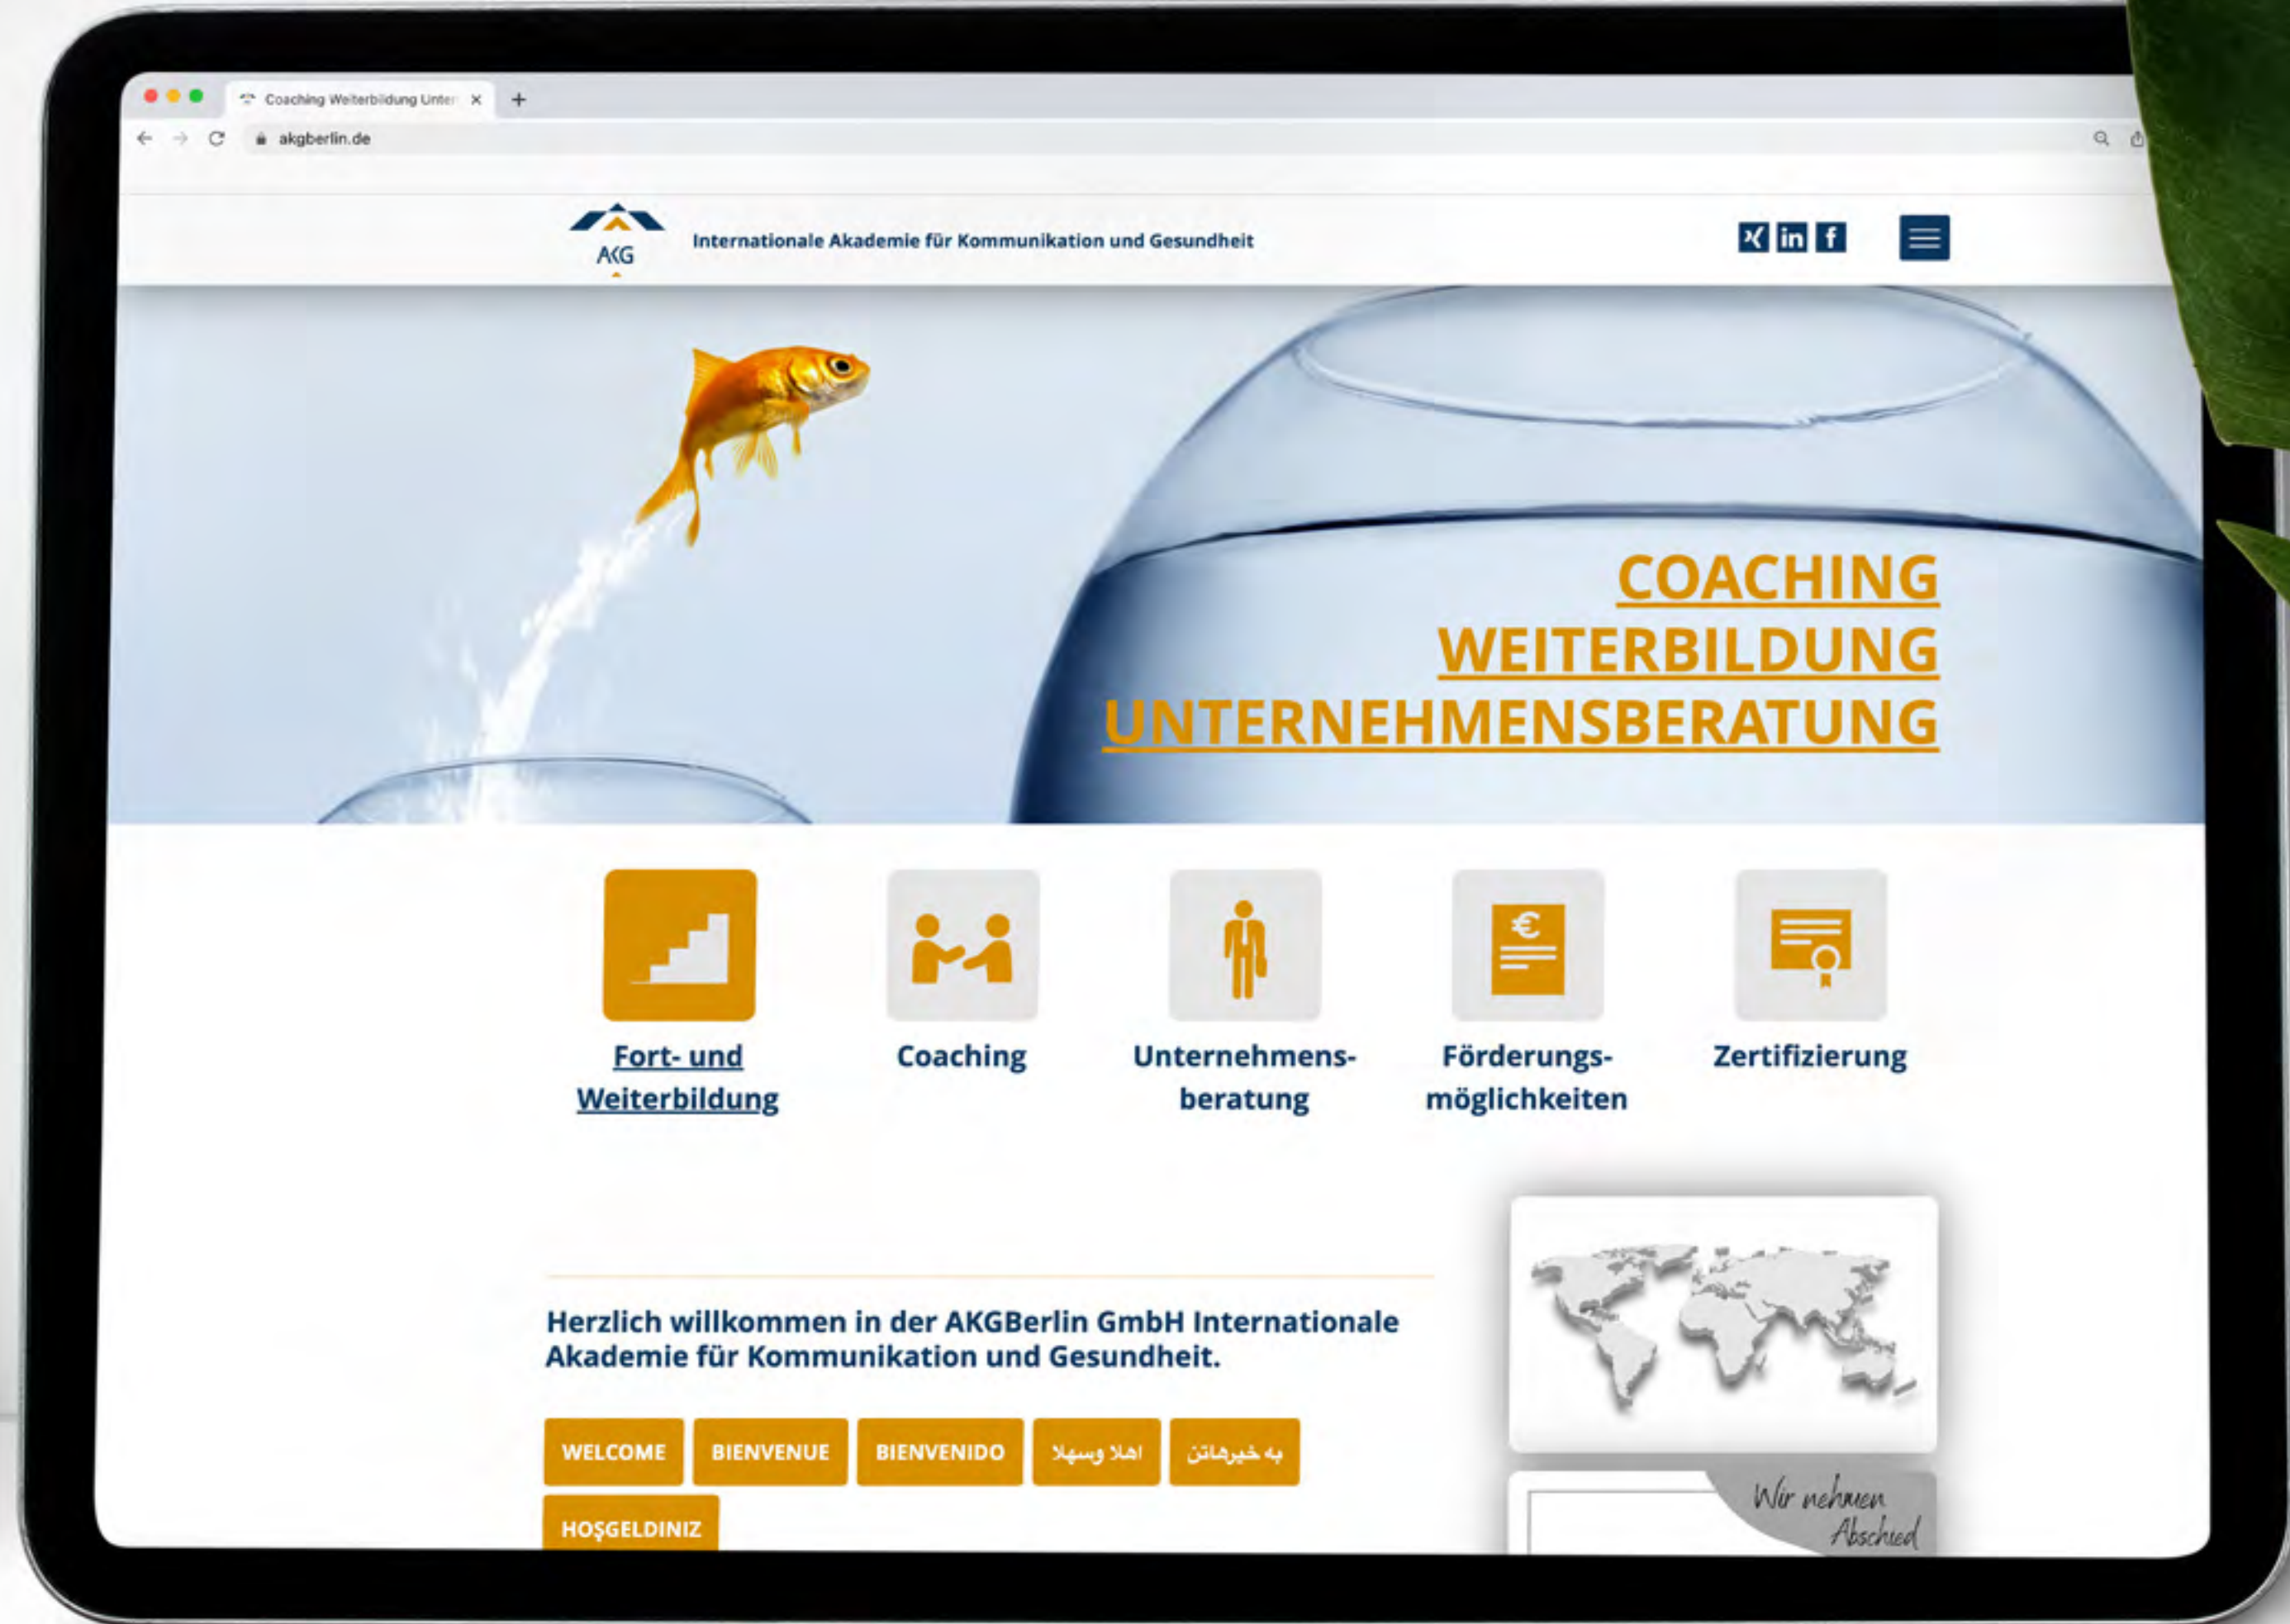 Coaching Weiterbildung Unter
akgberlin.de
AKG
Internationale Akademie für Kommunikation und Gesundheit
in f
COACHING
WEITERBILDUNG
UNTERNEHMENSBERATUNG
€
Fort- und
Weiterbildung
Coaching
Unternehmens-
beratung
Förderungs-
möglichkeiten
Zertifizierung
Herzlich willkommen in der AKGBerlin GmbH Internationale
Akademie für Kommunikation und Gesundheit.
WELCOME
BIENVENUE
BIENVENIDO
اهلا وسهلا
به خیرهاتن
HOŞGELDINIZ
Wir nehmen
Abschied